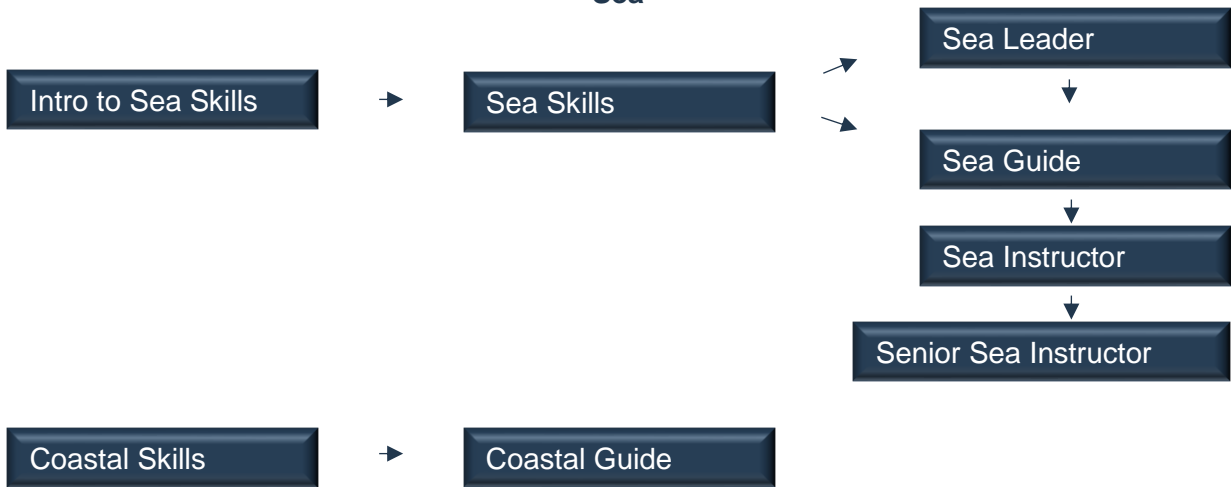 Sea
Sea Leader
Intro to Sea Skills
Sea Skills
Sea Guide
Sea Instructor
Senior Sea Instructor
Coastal Skills
Coastal Guide